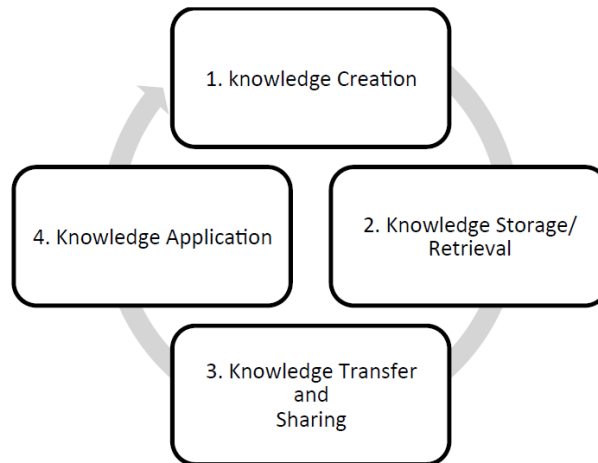 1. knowledge Creation
2. Knowledge Storage/
Retrieval
3. Knowledge Transfer
and
Sharing
4. Knowledge Application